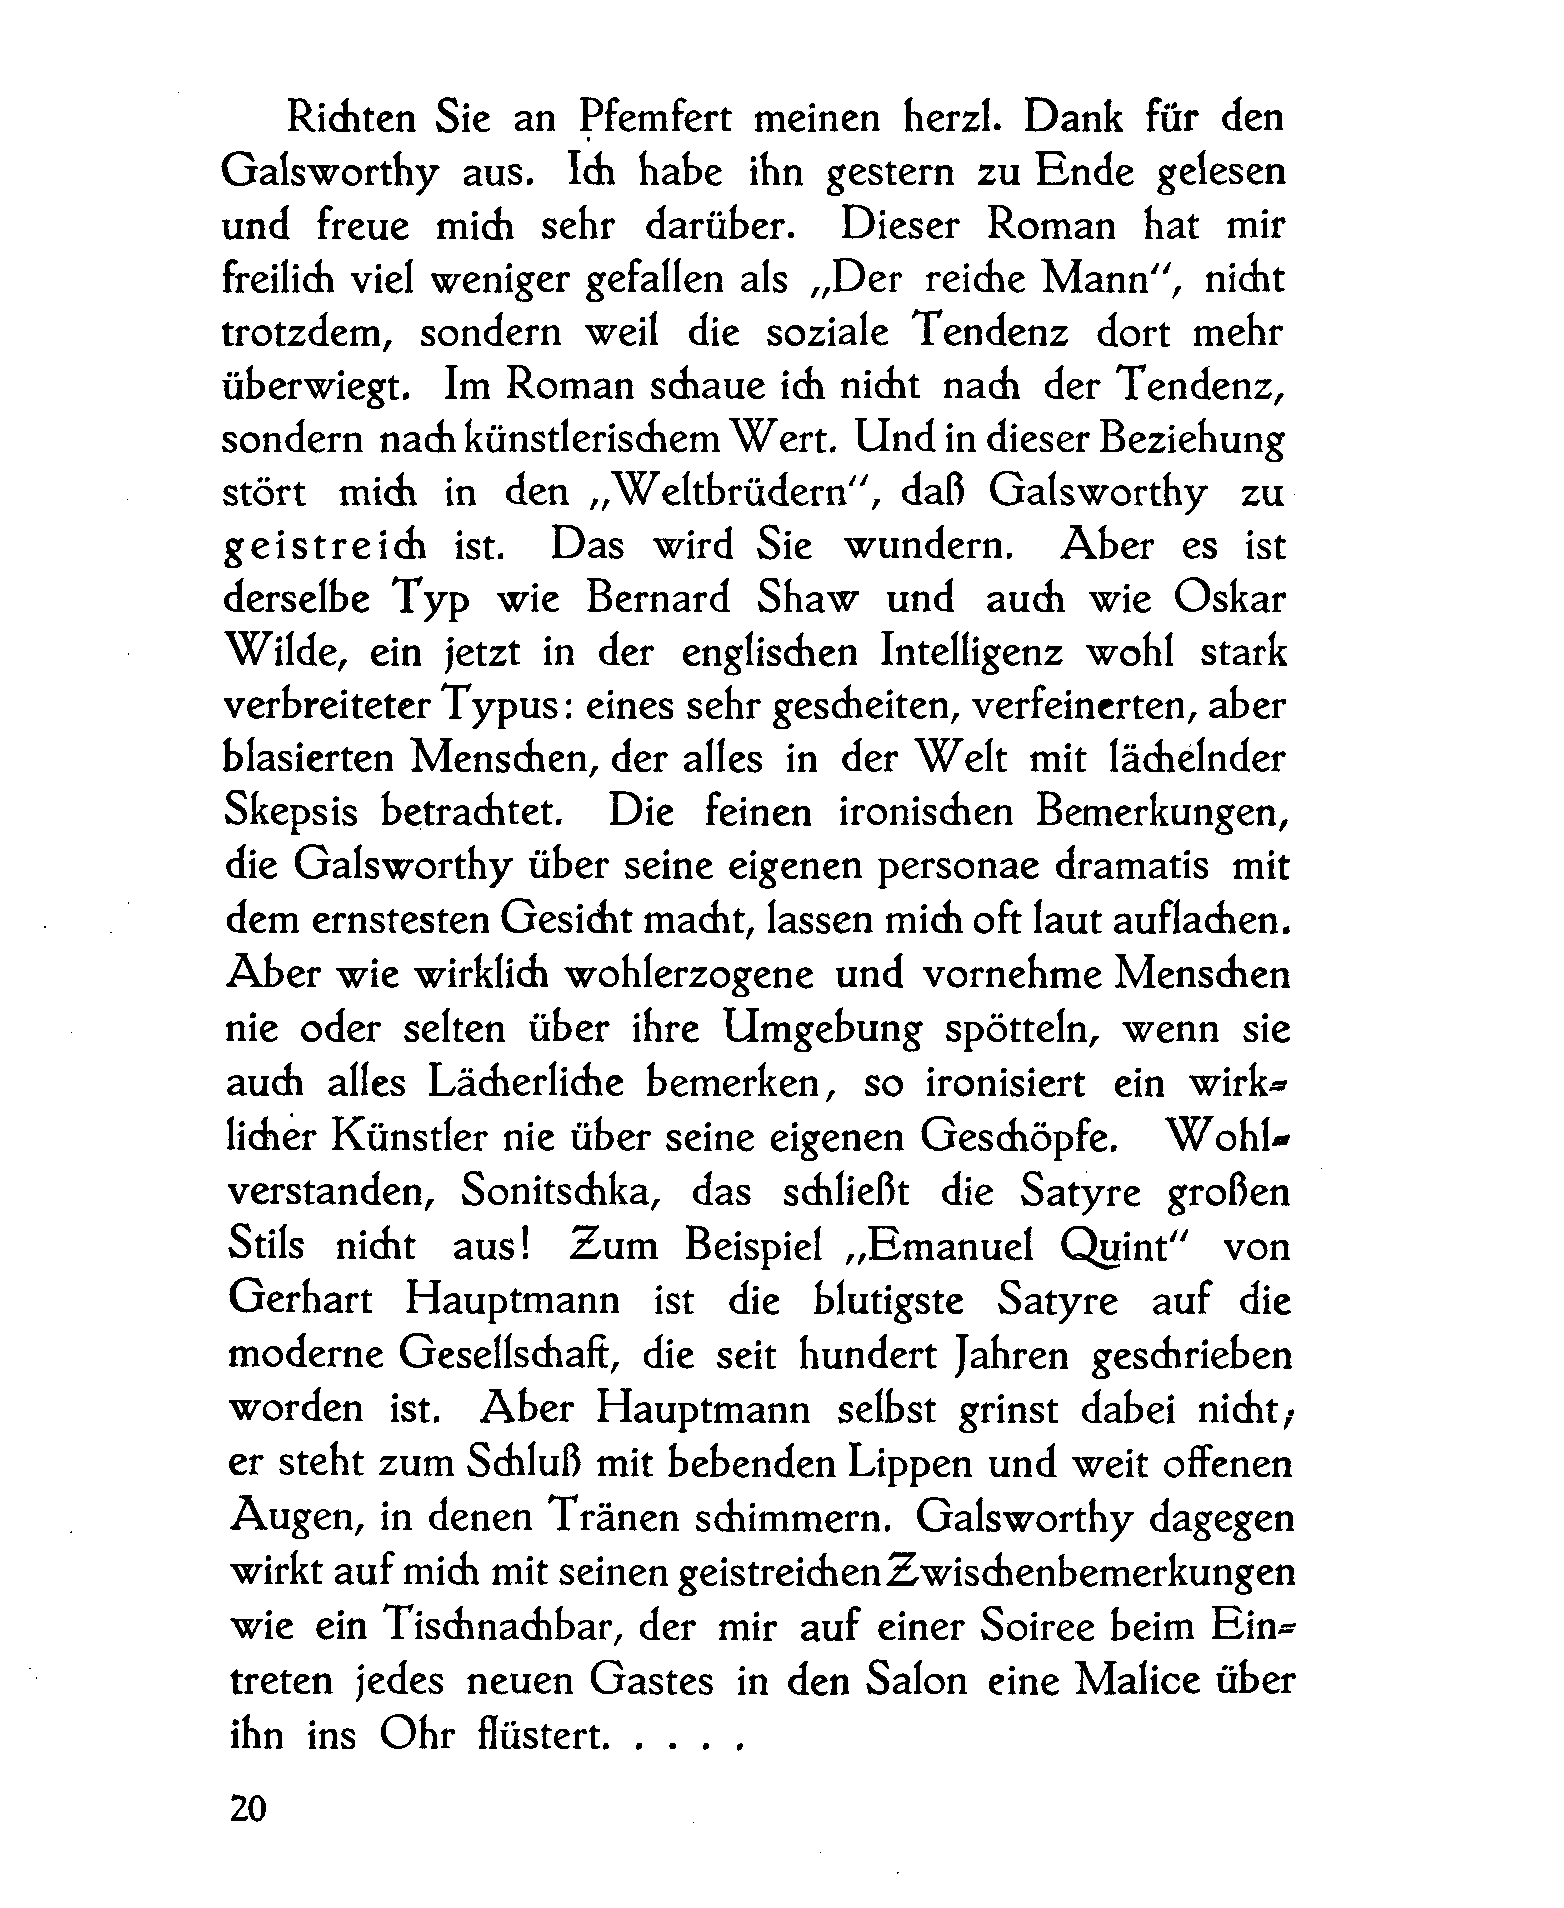 Richten Sie an Pfemfert meinen herzl. Dank für den
Galsworthy aus. Ich habe ihn gestern zu Ende gelesen
und freue mich sehr darüber. Dieser Roman hat mir
freilich viel weniger gefallen als „Der reiche Mann“, nicht
trotzdem, sondern weil die soziale Tendenz dort mehr
überwiegt. Im Roman schaue ich nicht nach der Tendenz,
sondern nach künstlerischem Wert. Und in dieser Beziehung
stört mich in den „Weltbrüdern“, daß Galsworthy zu
geistreich ist. Das wird Sie wundern. Aber es ist
derselbe Typ wie Bernard Shaw und auch wie Oskar
Wilde, ein jetzt in der englischen Intelligenz wohl stark
verbreiteter Typus: eines sehr gescheiten, verfeinerten, aber
blasierten Menschen, der alles in der Welt mit lächelnder
Skepsis betrachtet. Die feinen ironischen Bemerkungen,
die Galsworthy über seine eigenen personae dramatis mit
dem ernstesten Gesicht macht, lassen mich oft laut auflachen.
Aber wie wirklich wohlerzogene und vornehme Menschen
nie oder selten über ihre Umgebung spötteln, wenn sie
auch alles Lächerliche bemerken, so ironisiert ein wirk-
licher Künstler nie über seine eigenen Geschöpfe. Wohl-
verstanden, Sonitschka, das schließt die Satyre großen
Stils nicht aus! Zum Beispiel „Emanuel Quint“ von
Gerhart Hauptmann ist die blutigste Satyre auf die
moderne Gesellschaft, die seit hundert Jahren geschrieben
worden ist. Aber Hauptmann selbst grinst dabei nicht;
er steht zum Schluß mit bebenden Lippen und weit offenen
Augen, in denen Tränen schimmern. Galsworthy dagegen
wirkt auf mich mit seinen geistreichen Zwischenbemerkungen
wie ein Tischnachbar, der mir auf einer Soiree beim Ein-
treten jedes neuen Gastes in den Salon eine Malice über
ihn ins Ohr flüstert. . . . .
20